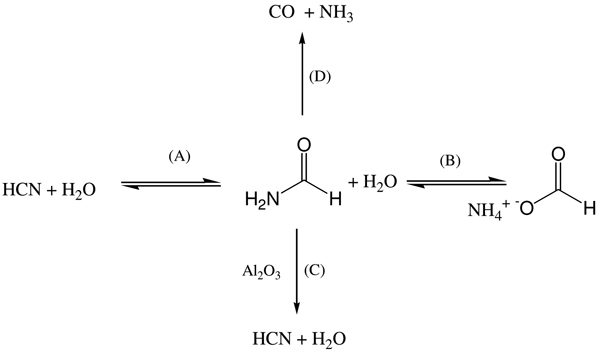 CO + NH₃
(D)
(A)
(B)
HCN + H₂O
O
H₂N
H
+ H₂O
O
NH₄⁺ ⁻O
H
Al₂O₃ (C)
HCN + H₂O